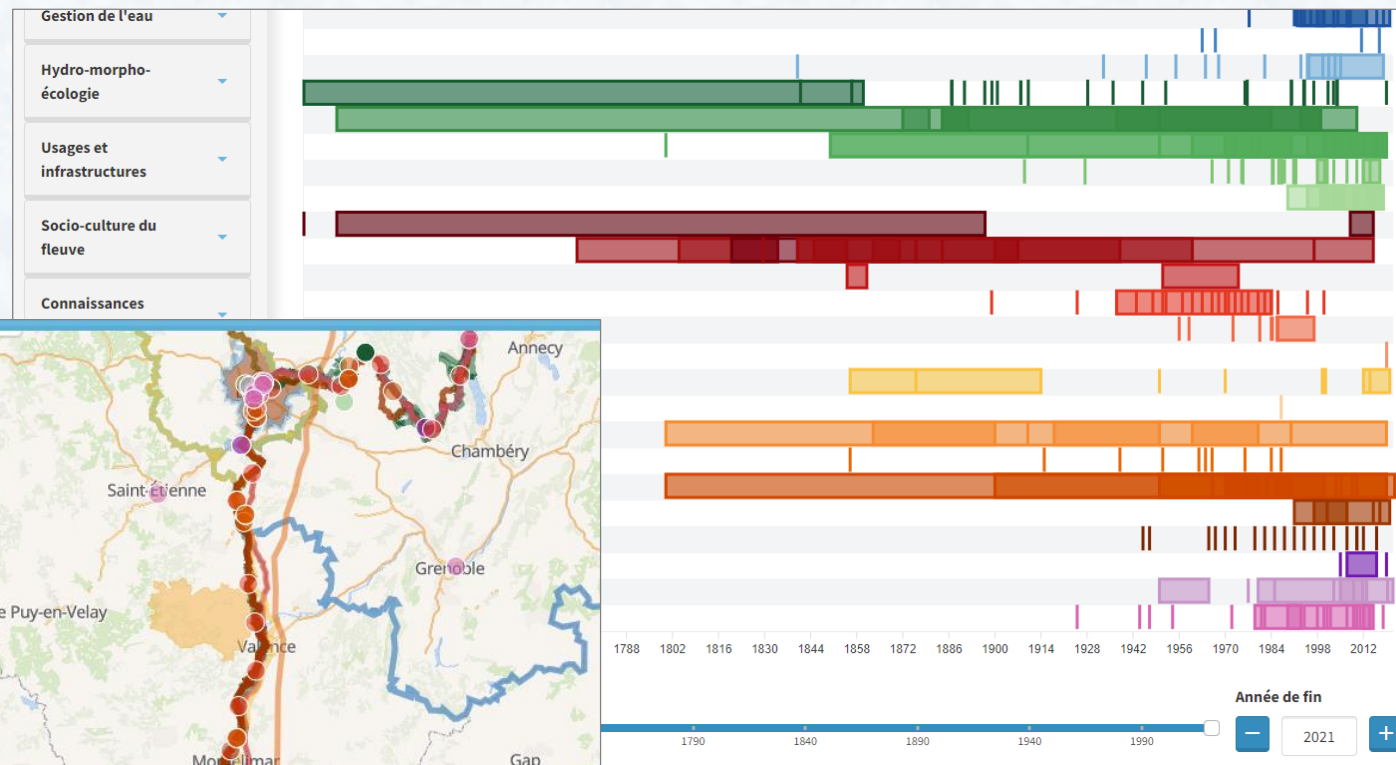 Gestion de l'eau
Hydro-morpho-
écologie
Usages et
infrastructures
Socio-culture du
fleuve
Connaissances
Annecy
Chambéry
Saint-Étienne
Grenoble
e Puy-en-Velay
Valence
Montélimar
Gap
1788 1802 1816 1830 1844 1858 1872 1886 1900 1914 1928 1942 1956 1970 1984 1998 2012
Année de fin
− 2021 +
1790 1840 1890 1940 1990